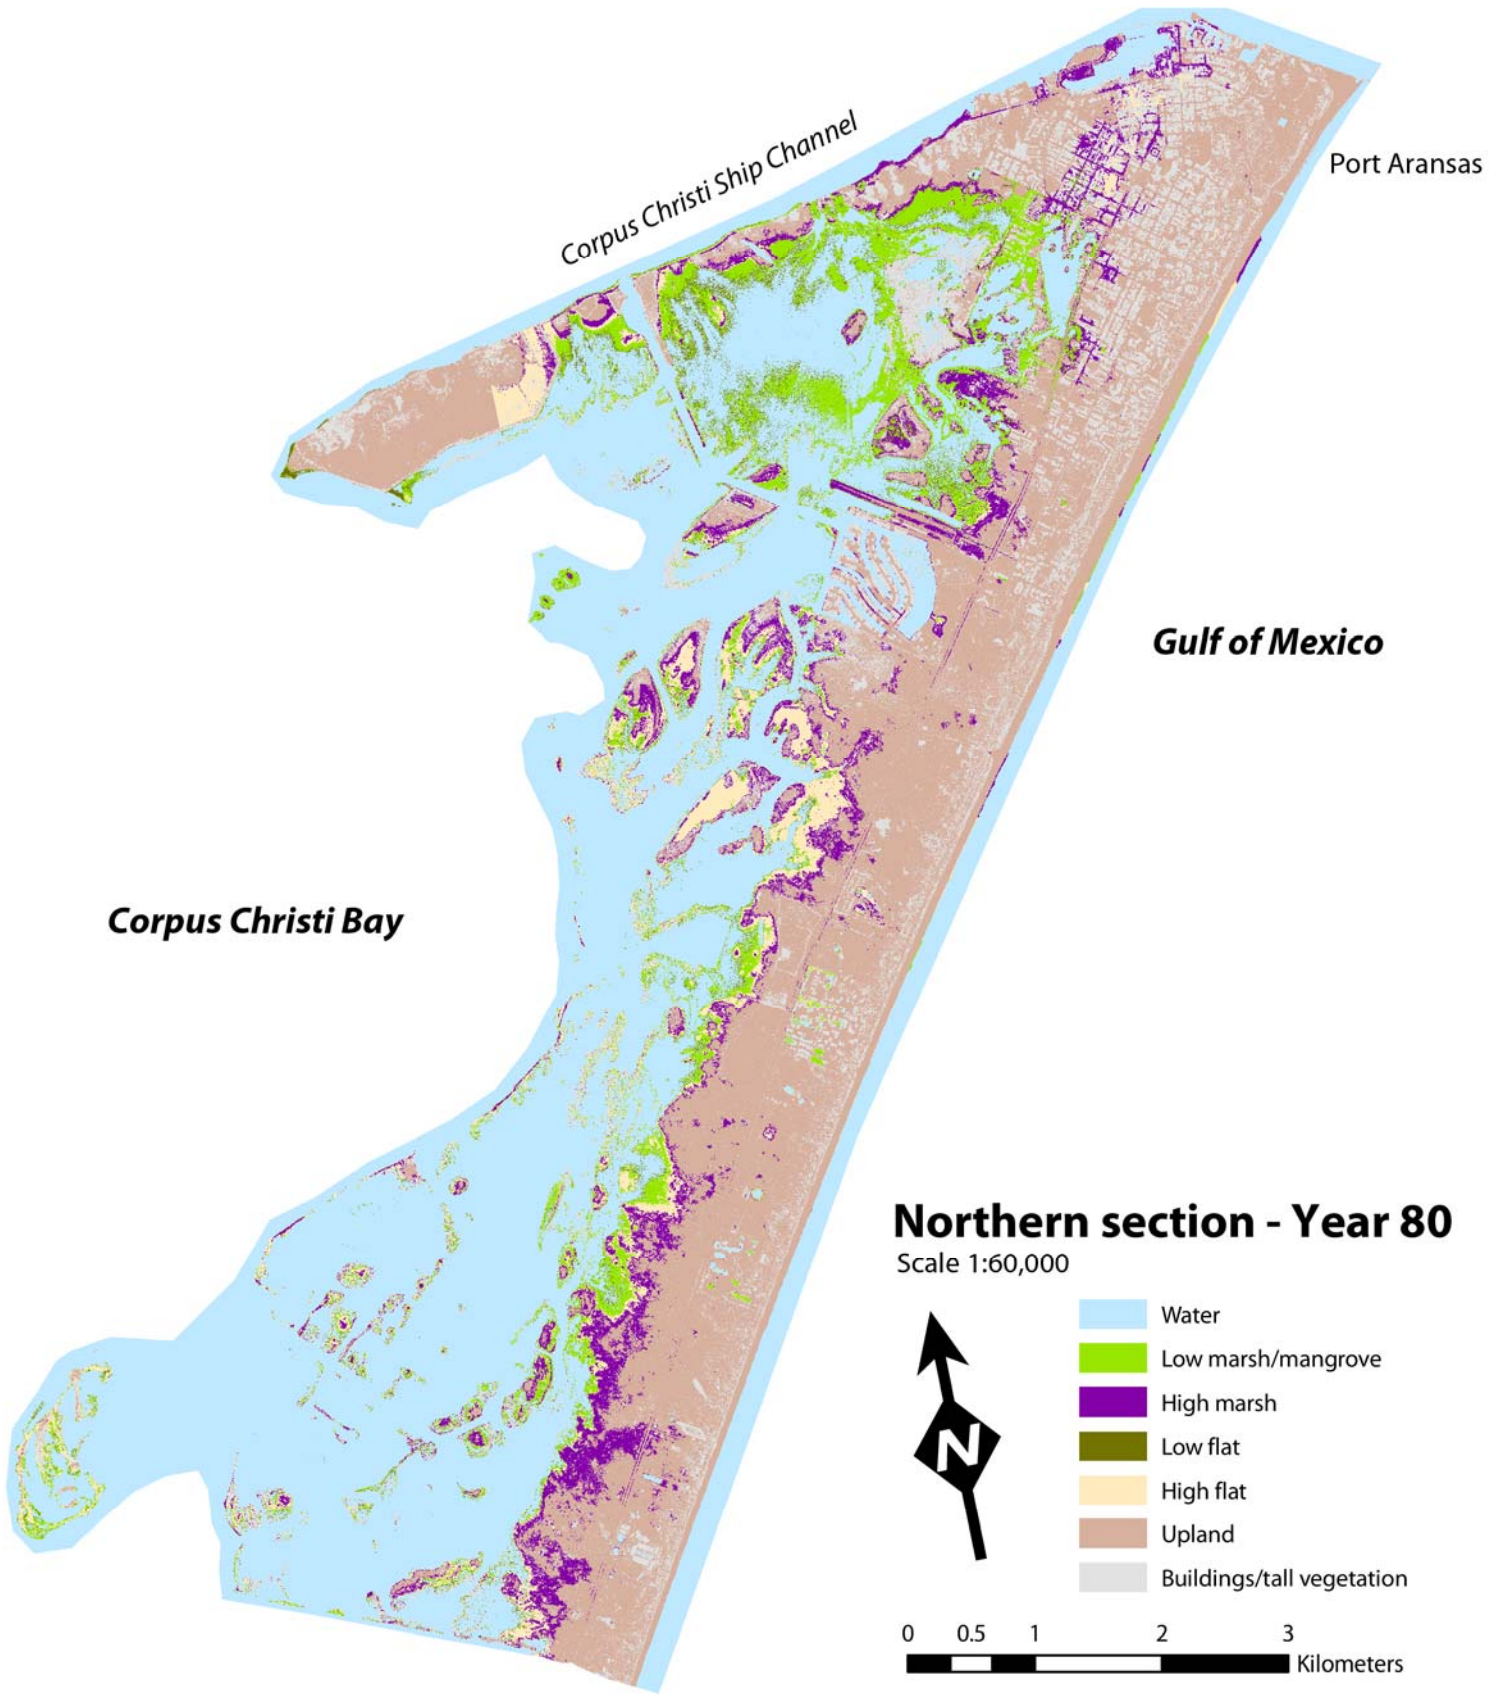 Corpus Christi Ship Channel
Port Aransas
Gulf of Mexico
Corpus Christi Bay
Northern section - Year 80
Scale 1:60,000
N
Water
Low marsh/mangrove
High marsh
Low flat
High flat
Upland
Buildings/tall vegetation
0 0.5 1 2 3
Kilometers